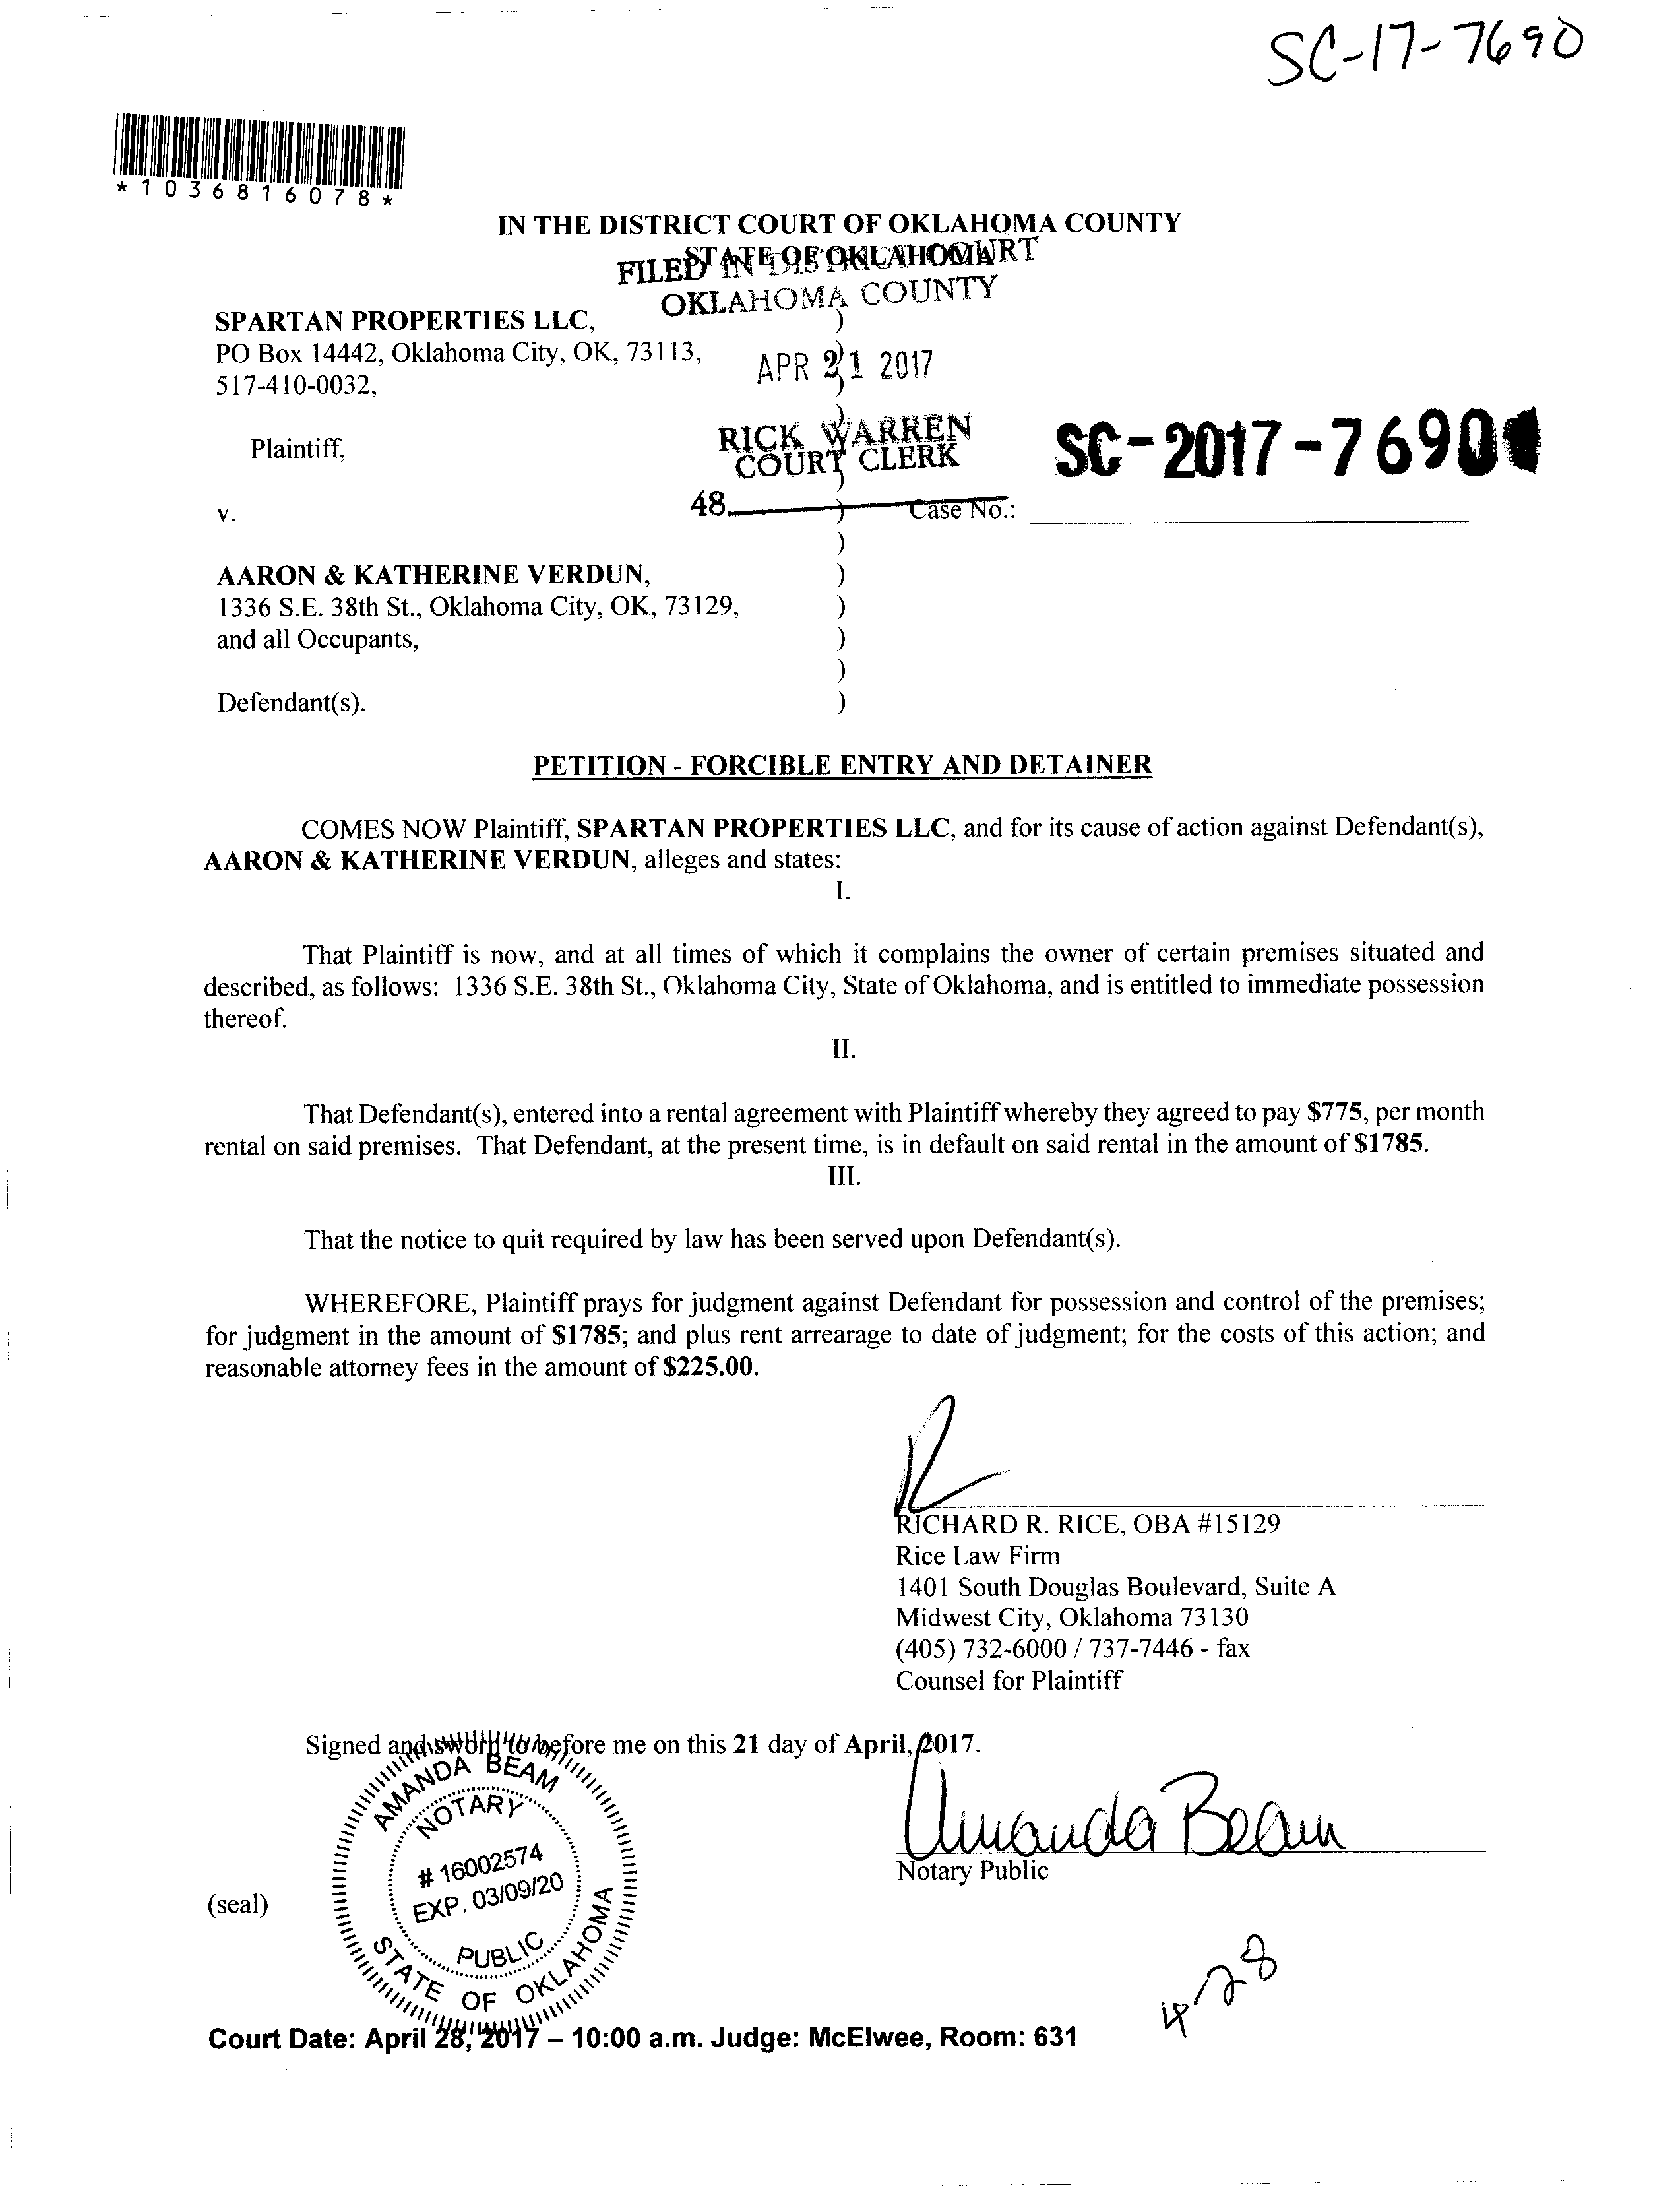 SC-17-7690
*1036816078*
IN THE DISTRICT COURT OF OKLAHOMA COUNTY
STATE OF OKLAHOMA
FILED IN DISTRICT COURT
OKLAHOMA COUNTY
SPARTAN PROPERTIES LLC, )
PO Box 14442, Oklahoma City, OK, 73113, )
APR 21 2017
517-410-0032, )
)
RICK WARREN
COURT CLERK
SC-2017-7690
Plaintiff, )
)
48
v. ) Case No.:
)
AARON & KATHERINE VERDUN, )
1336 S.E. 38th St., Oklahoma City, OK, 73129, )
and all Occupants, )
)
Defendant(s). )
PETITION - FORCIBLE ENTRY AND DETAINER
COMES NOW Plaintiff, SPARTAN PROPERTIES LLC, and for its cause of action against Defendant(s),
AARON & KATHERINE VERDUN, alleges and states:
I.
That Plaintiff is now, and at all times of which it complains the owner of certain premises situated and
described, as follows: 1336 S.E. 38th St., Oklahoma City, State of Oklahoma, and is entitled to immediate possession
thereof.
II.
That Defendant(s), entered into a rental agreement with Plaintiff whereby they agreed to pay $775, per month
rental on said premises. That Defendant, at the present time, is in default on said rental in the amount of $1785.
III.
That the notice to quit required by law has been served upon Defendant(s).
WHEREFORE, Plaintiff prays for judgment against Defendant for possession and control of the premises;
for judgment in the amount of $1785; and plus rent arrearage to date of judgment; for the costs of this action; and
reasonable attorney fees in the amount of $225.00.
RICHARD R. RICE, OBA #15129
Rice Law Firm
1401 South Douglas Boulevard, Suite A
Midwest City, Oklahoma 73130
(405) 732-6000 / 737-7446 - fax
Counsel for Plaintiff
Signed and sworn to before me on this 21 day of April, 2017.
AMANDA BEAM
NOTARY
# 16002574
EXP. 03/09/20
PUBLIC
STATE OF OKLAHOMA
Amanda Beam
Notary Public
(seal)
4-28
Court Date: April 28, 2017 – 10:00 a.m. Judge: McElwee, Room: 631